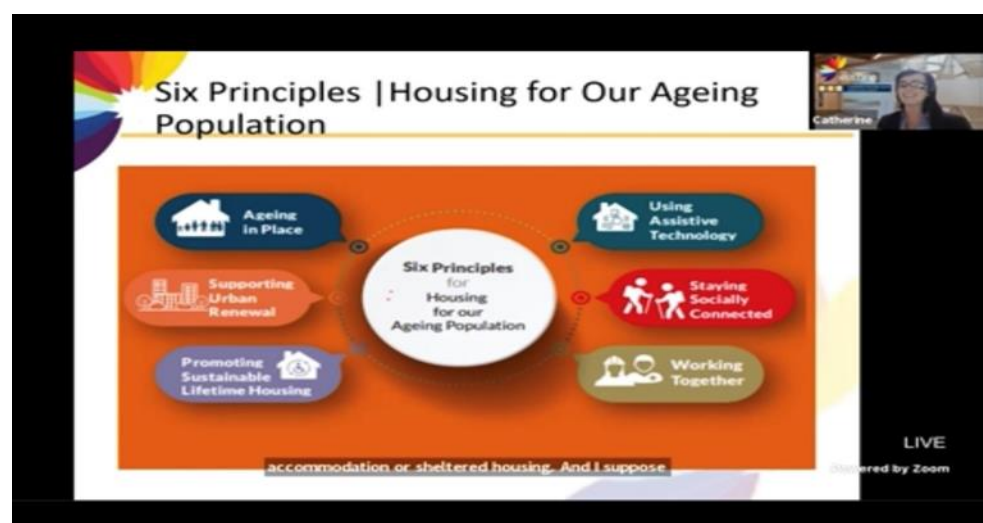 Six Principles |Housing for Our Ageing
Population
Catherine
Ageing
in Place
Supporting
Urban
Renewal
Promoting
Sustainable
Lifetime Housing
Six Principles
for
Housing
for our
Ageing Population
Using
Assistive
Technology
Staying
Socially
Connected
Working
Together
accommodation or sheltered housing. And I suppose
LIVE
Powered by Zoom